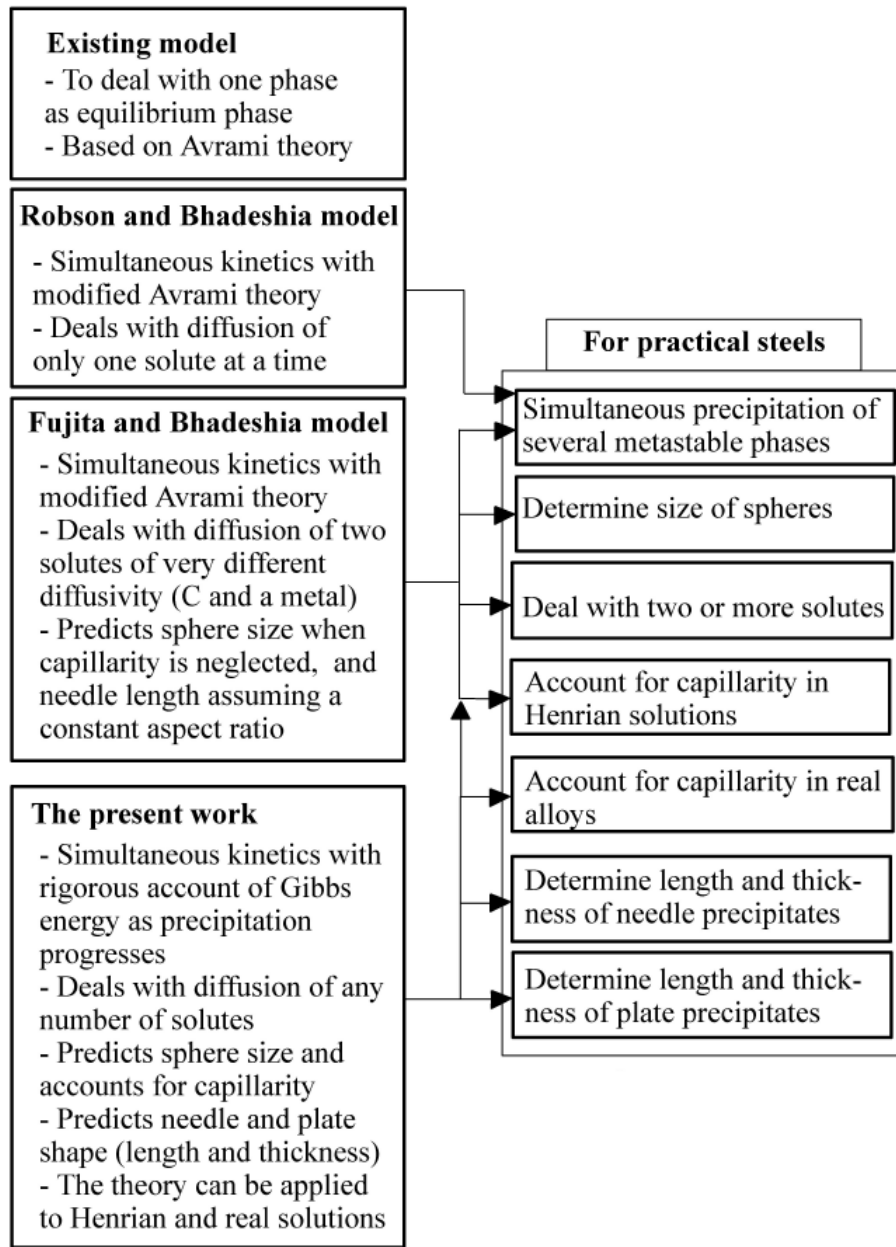 Existing model
- To deal with one phase
as equilibrium phase
- Based on Avrami theory
Robson and Bhadeshia model
- Simultaneous kinetics with
modified Avrami theory
- Deals with diffusion of
only one solute at a time
Fujita and Bhadeshia model
- Simultaneous kinetics with
modified Avrami theory
- Deals with diffusion of two
solutes of very different
diffusivity (C and a metal)
- Predicts sphere size when
capillarity is neglected, and
needle length assuming a
constant aspect ratio
The present work
- Simultaneous kinetics with
rigorous account of Gibbs
energy as precipitation
progresses
- Deals with diffusion of any
number of solutes
- Predicts sphere size and
accounts for capillarity
- Predicts needle and plate
shape (length and thickness)
- The theory can be applied
to Henrian and real solutions
For practical steels
Simultaneous precipitation of
several metastable phases
Determine size of spheres
Deal with two or more solutes
Account for capillarity in
Henrian solutions
Account for capillarity in real
alloys
Determine length and thick-
ness of needle precipitates
Determine length and thick-
ness of plate precipitates